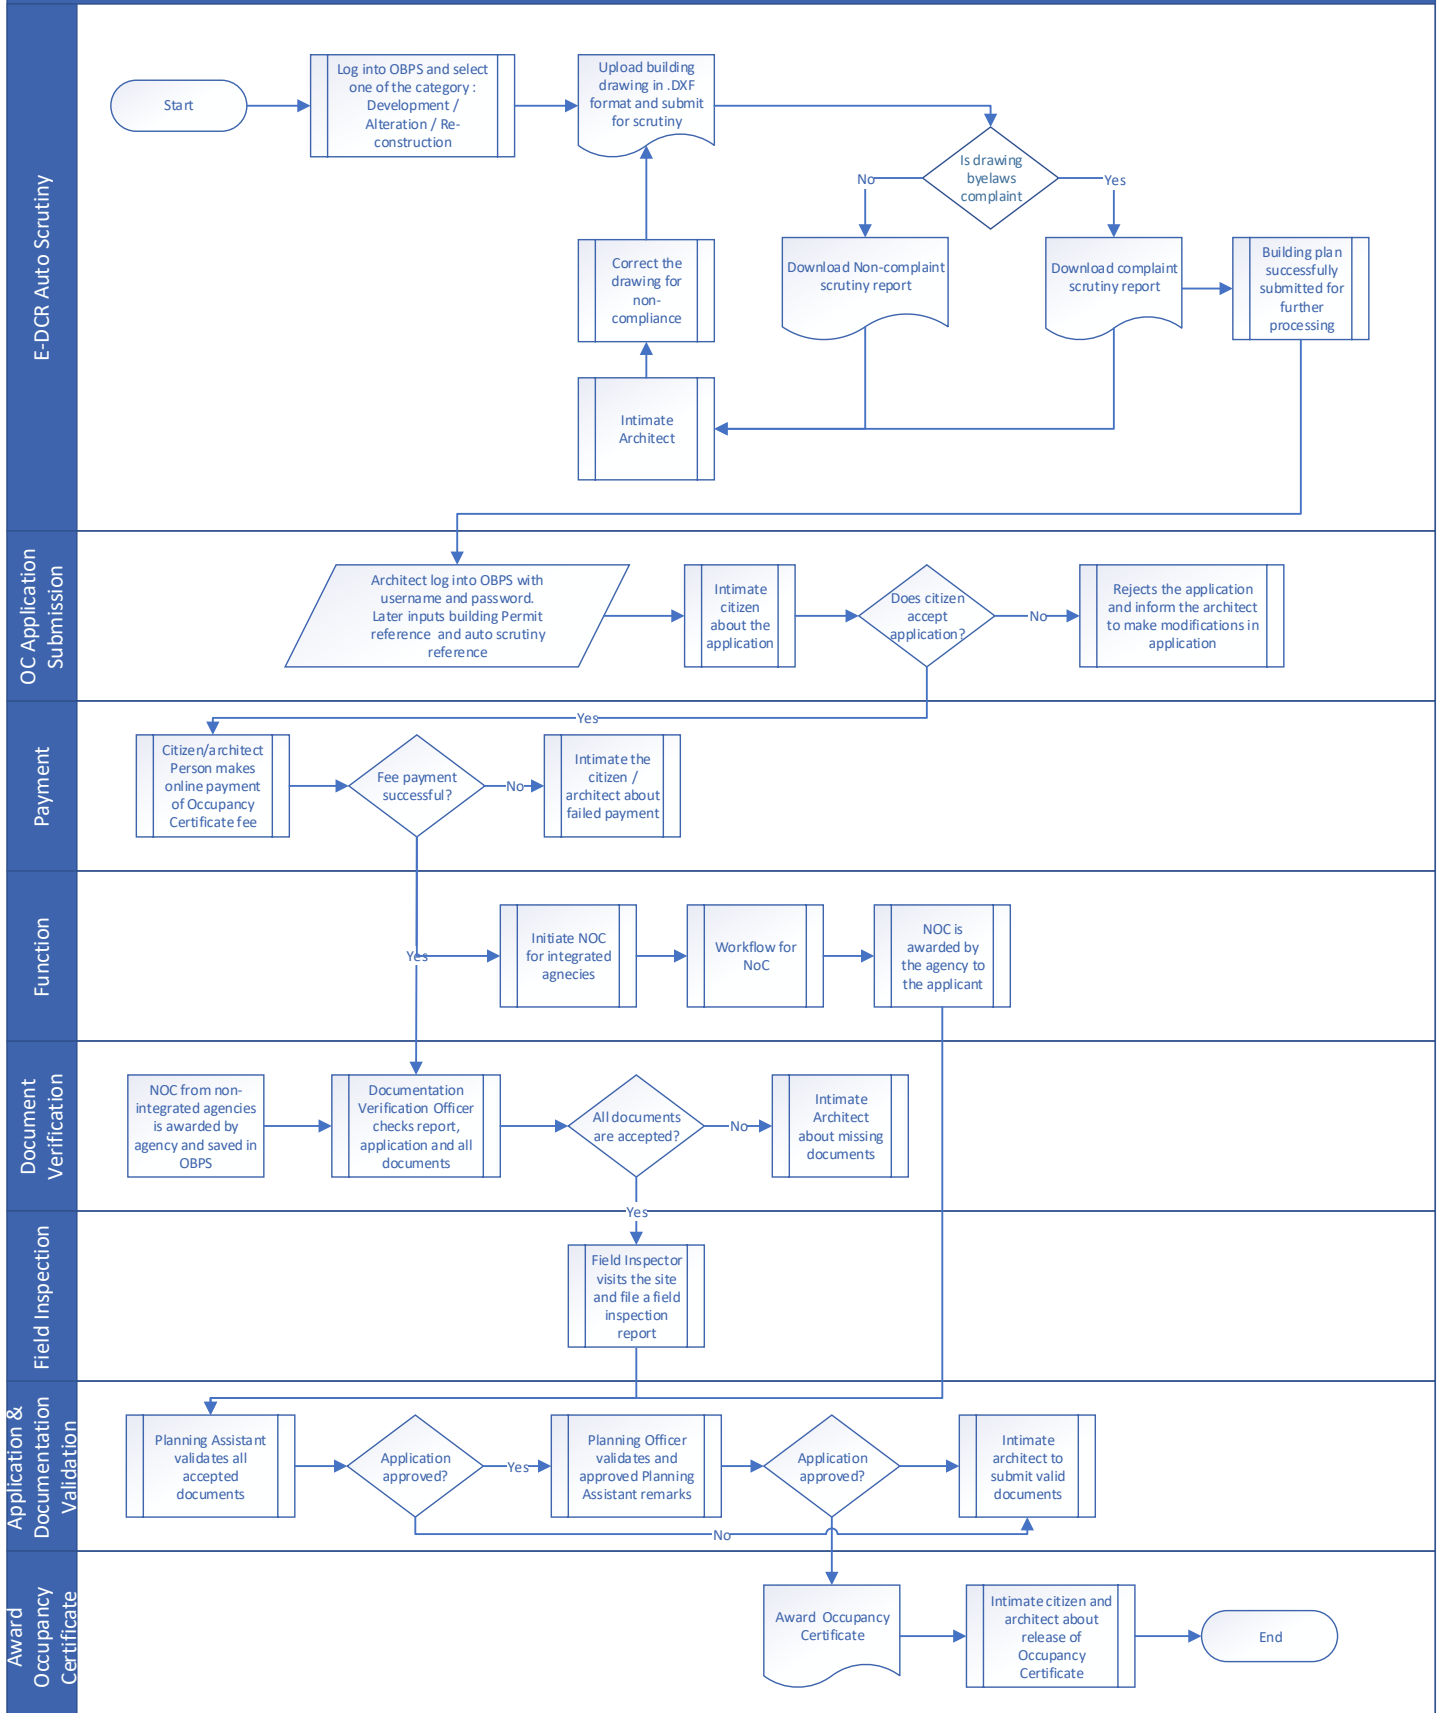 E-DCR Auto Scrutiny
Start
Log into OBPS and select
one of the category :
Development /
Alteration / Re-
construction
Upload building
drawing in .DXF
format and submit
for scrutiny
Is drawing
byelaws
complaint
No
Yes
Correct the
drawing for
non-
compliance
Download Non-complaint
scrutiny report
Download complaint
scrutiny report
Building plan
successfully
submitted for
further
processing
Intimate
Architect
OC Application
Submission
Architect log into OBPS with
username and password.
Later inputs building Permit
reference and auto scrutiny
reference
Intimate
citizen
about the
application
Does citizen
accept
application?
No
Rejects the application
and inform the architect
to make modifications in
application
Yes
Payment
Citizen/architect
Person makes
online payment
of Occupancy
Certificate fee
Fee payment
successful?
No
Intimate the
citizen /
architect about
failed payment
Function
Yes
Initiate NOC
for integrated
agnecies
Workflow for
NoC
NOC is
awarded by
the agency to
the applicant
Document
Verification
NOC from non-
integrated agencies
is awarded by
agency and saved in
OBPS
Documentation
Verification Officer
checks report,
application and all
documents
All documents
are accepted?
No
Intimate
Architect
about missing
documents
Yes
Field Inspection
Field Inspector
visits the site
and file a field
inspection
report
Application &
Documentation
Validation
Planning Assistant
validates all
accepted
documents
Application
approved?
Yes
Planning Officer
validates and
approved Planning
Assistant remarks
Application
approved?
Intimate
architect to
submit valid
documents
No
Award
Occupancy
Certificate
Award Occupancy
Certificate
Intimate citizen and
architect about
release of
Occupancy
Certificate
End